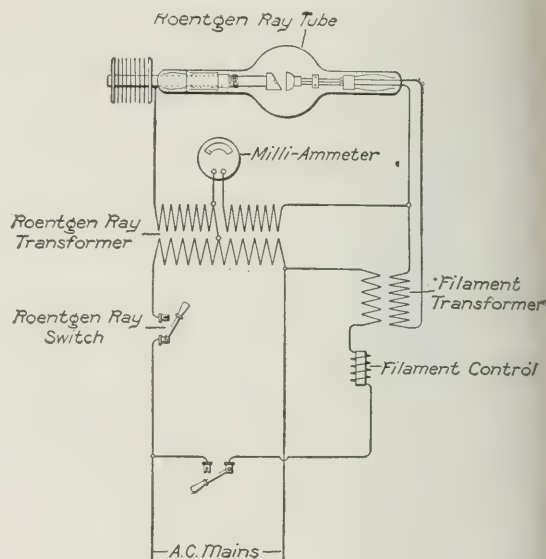 Roentgen Ray Tube
Milli-Ammeter
Roentgen Ray
Transformer
Filament
Transformer
Roentgen Ray
Switch
Filament Control
A.C. Mains